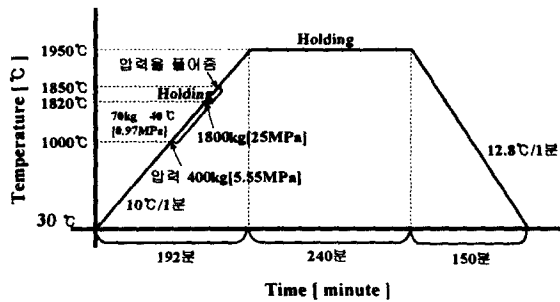 Temperature [ ℃ ]
1950℃
1850℃
1820℃
1000℃
30 ℃
Holding
압력을 풀어줌
Holding
70kg 40℃
[0.97MPa]
1800kg[25MPa]
압력 400kg[5.55MPa]
10℃/1분
12.8℃/1분
192분
240분
150분
Time [ minute ]